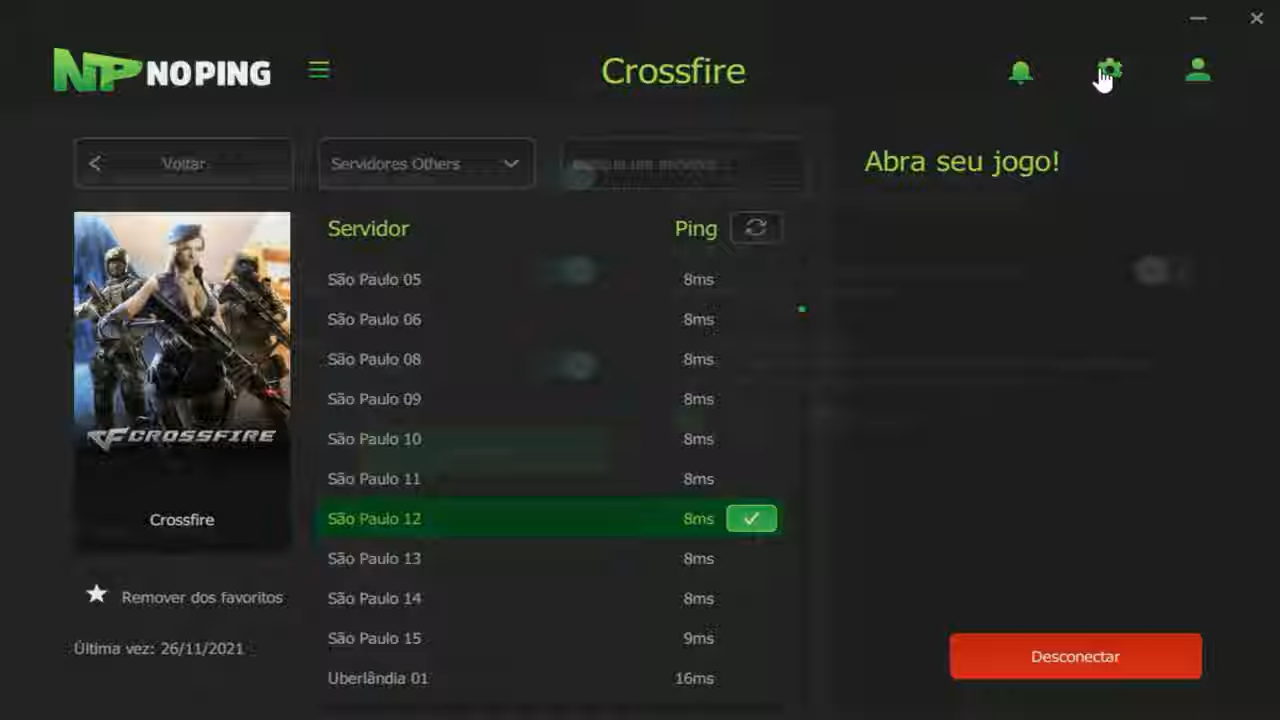 NP NOPING
Crossfire
Voltar
Servidores Others
Abra seu jogo!
Servidor Ping
São Paulo 05 8ms
São Paulo 06 8ms
São Paulo 08 8ms
São Paulo 09 8ms
São Paulo 10 8ms
São Paulo 11 8ms
São Paulo 12 8ms
São Paulo 13 8ms
São Paulo 14 8ms
São Paulo 15 9ms
Uberlândia 01 16ms
CF CROSSFIRE
Crossfire
Remover dos favoritos
Última vez: 26/11/2021
Desconectar